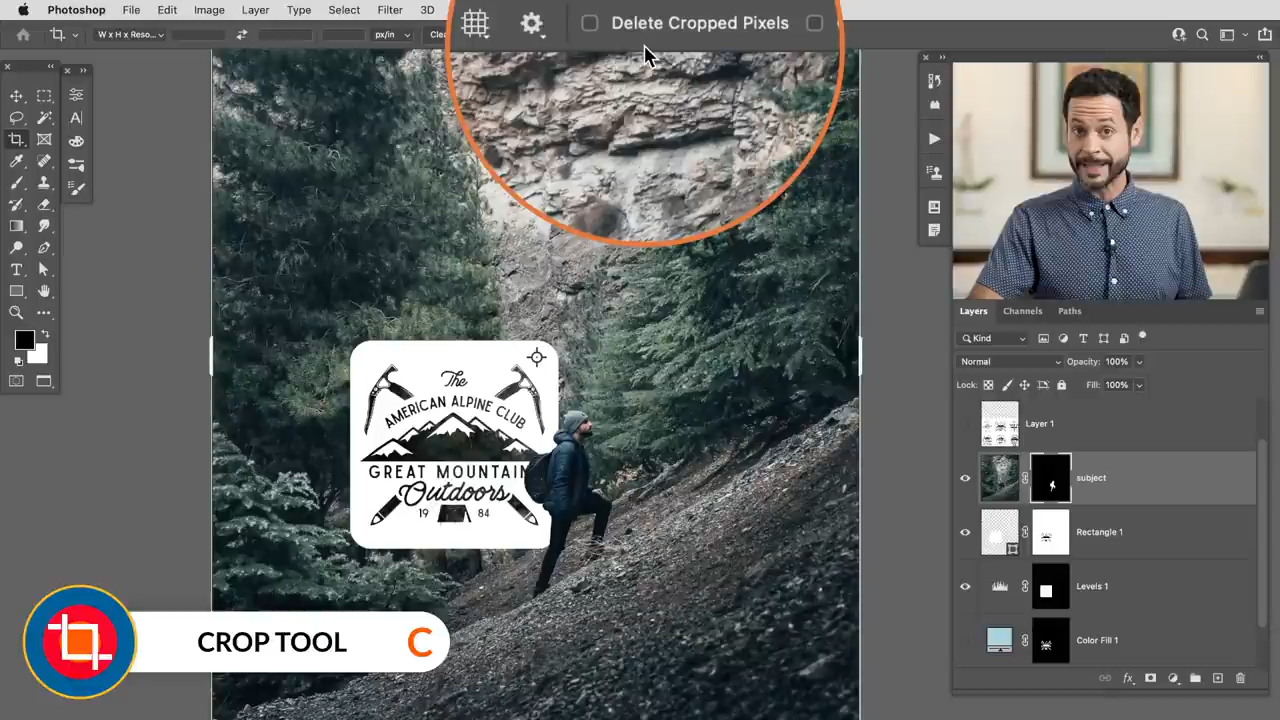 Photoshop File Edit Image Layer Type Select Filter 3D
Delete Cropped Pixels
W x H x Reso... px/in Clea
Layers Channels Paths
Kind
Normal Opacity: 100%
Lock: Fill: 100%
Layer 1
subject
Rectangle 1
Levels 1
Color Fill 1
fx
The
AMERICAN ALPINE CLUB
GREAT MOUNTAIN
Outdoors
19 84
CROP TOOL C